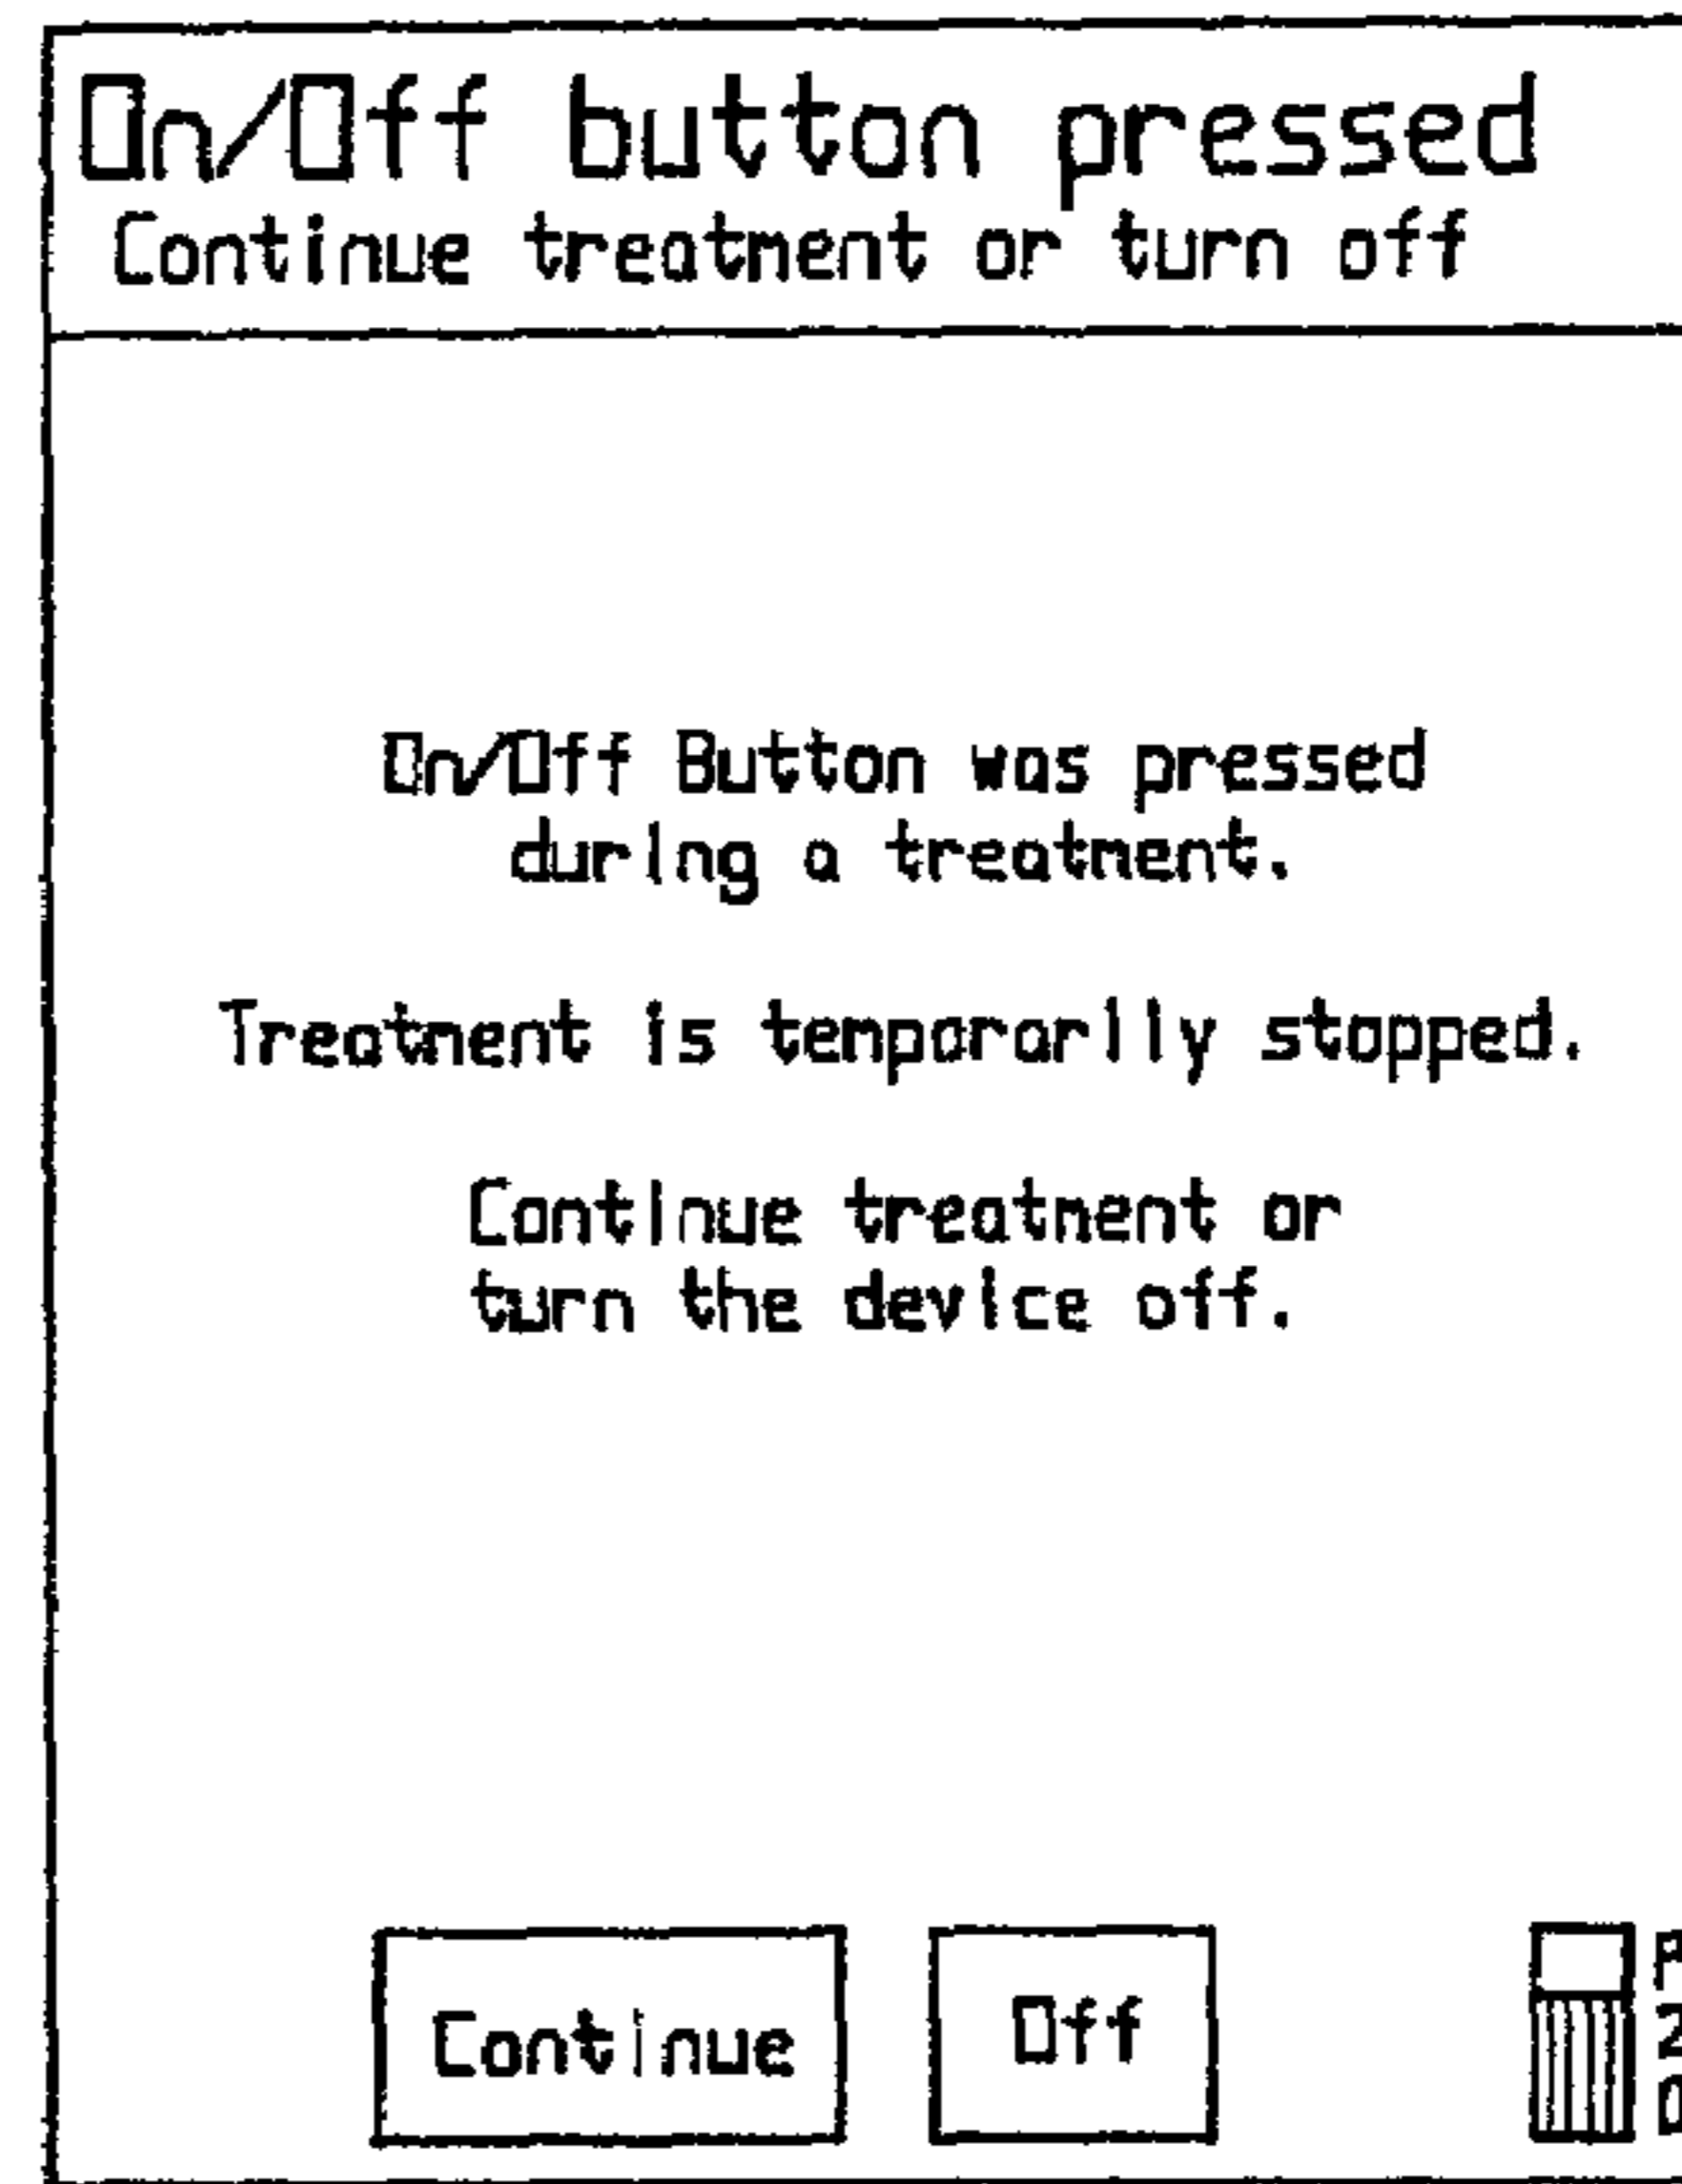 On/Off button pressed
Continue treatment or turn off
On/Off Button was pressed
during a treatment.
Treatment is temporarily stopped.
Continue treatment or
turn the device off.
Continue
Off